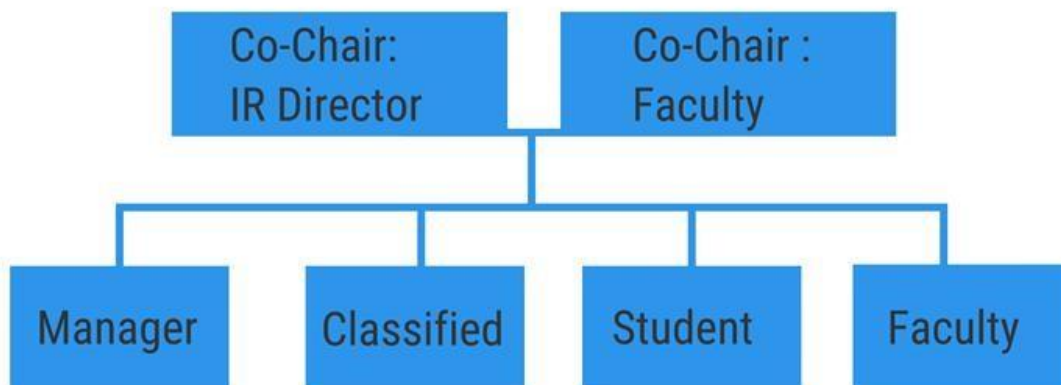 Co-Chair:
IR Director
Co-Chair :
Faculty
Manager
Classified
Student
Faculty